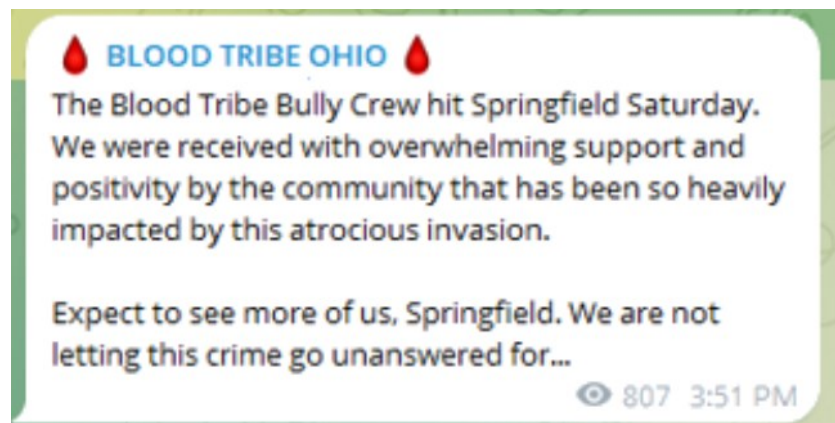 BLOOD TRIBE OHIO
The Blood Tribe Bully Crew hit Springfield Saturday.
We were received with overwhelming support and
positivity by the community that has been so heavily
impacted by this atrocious invasion.
Expect to see more of us, Springfield. We are not
letting this crime go unanswered for...
807 3:51 PM